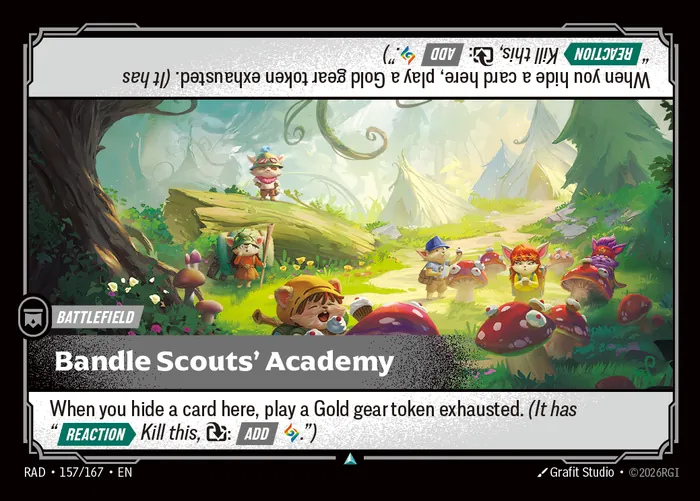 When you hide a card here, play a Gold gear token exhausted. (It has
“ REACTION Kill this, : ADD .”)
BATTLEFIELD
Bandle Scouts’ Academy
When you hide a card here, play a Gold gear token exhausted. (It has
“ REACTION Kill this, : ADD .”)
RAD • 157/167 • EN
Grafit Studio • ©2026RGI